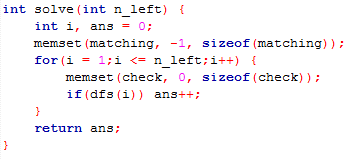 int solve(int n_left) {
    int i, ans = 0;
    memset(matching, -1, sizeof(matching));
    for(i = 1;i <= n_left;i++) {
        memset(check, 0, sizeof(check));
        if(dfs(i)) ans++;
    }
    return ans;
}